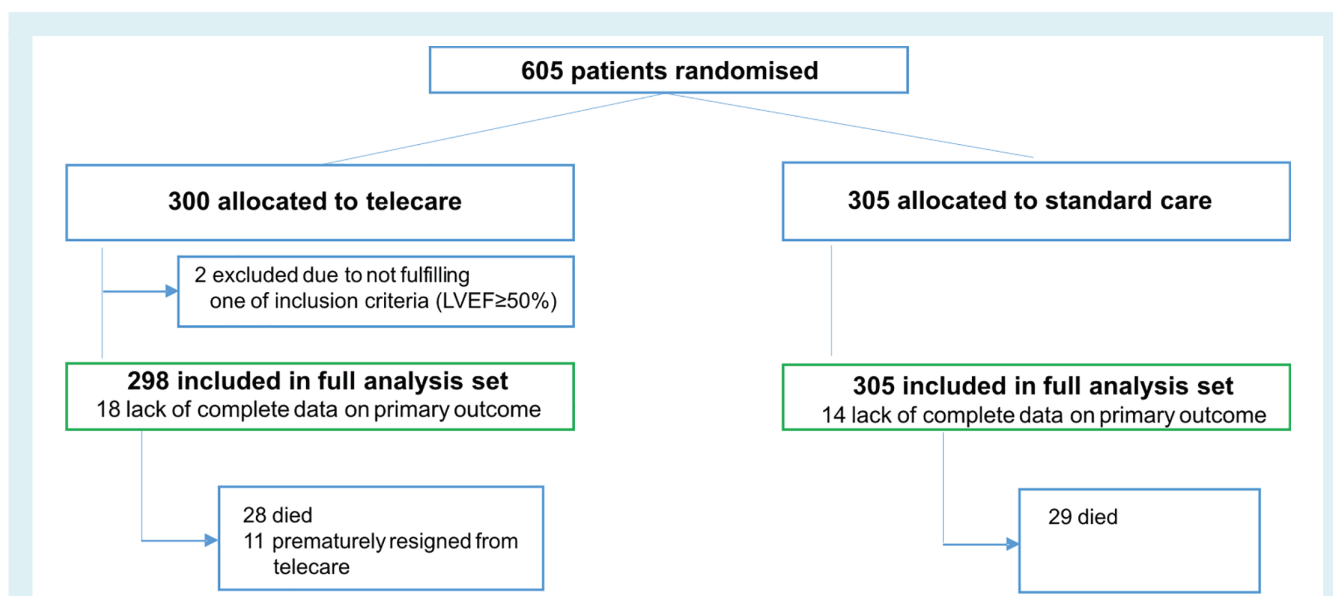 605 patients randomised
300 allocated to telecare
305 allocated to standard care
2 excluded due to not fulfilling
one of inclusion criteria (LVEF≥50%)
298 included in full analysis set
18 lack of complete data on primary outcome
305 included in full analysis set
14 lack of complete data on primary outcome
28 died
11 prematurely resigned from
telecare
29 died